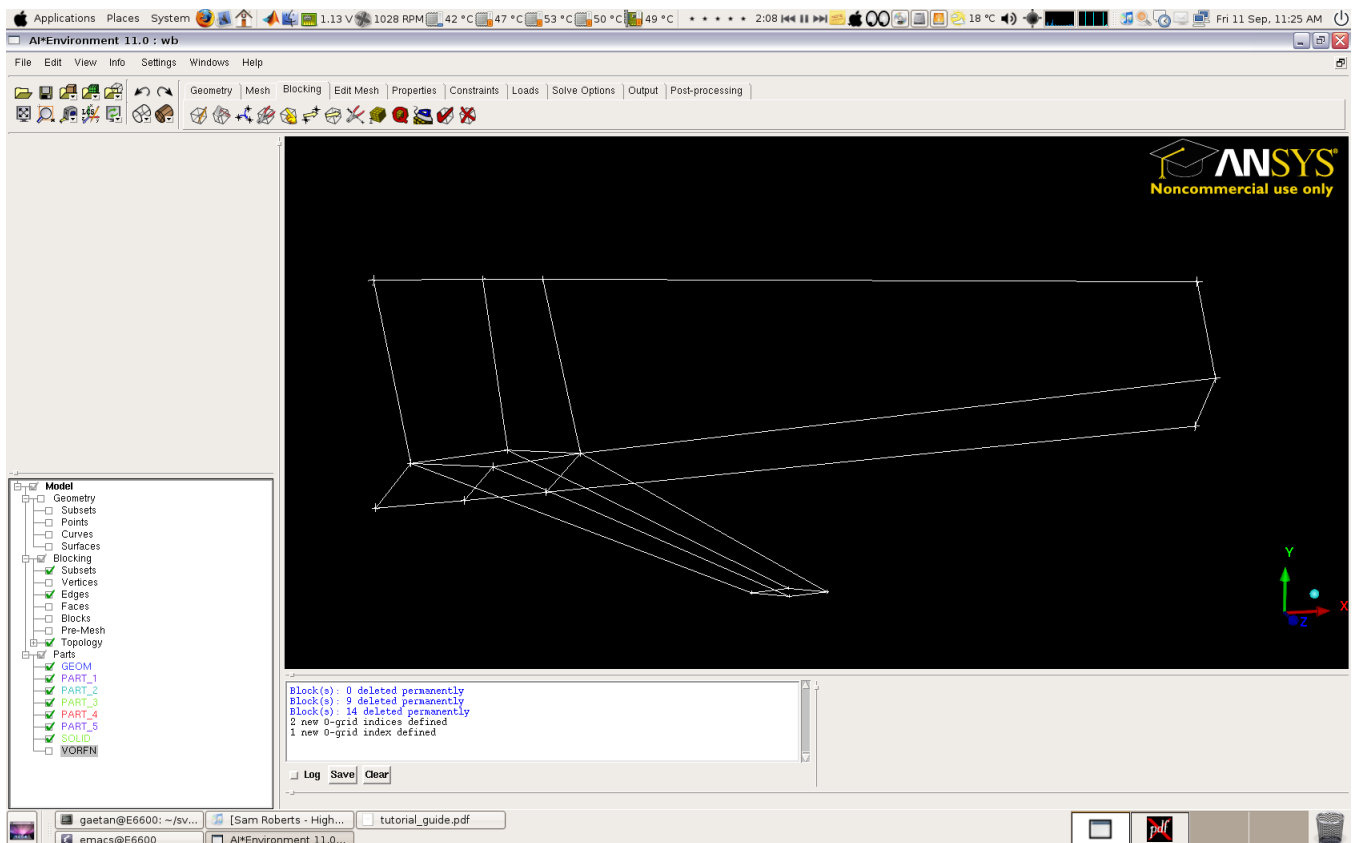 Applications Places System 1.13 V 1028 RPM 42 °C 47 °C 53 °C 50 °C 49 °C 2:08 18 °C Fri 11 Sep, 11:25 AM
AI*Environment 11.0 : wb
File Edit View Info Settings Windows Help
Geometry Mesh Blocking Edit Mesh Properties Constraints Loads Solve Options Output Post-processing
ANSYS
Noncommercial use only
Model
Geometry
Subsets
Points
Curves
Surfaces
Blocking
Subsets
Vertices
Edges
Faces
Blocks
Pre-Mesh
Topology
Parts
GEOM
PART_1
PART_2
PART_3
PART_4
PART_5
SOLID
VORFN
Y
X
Z
Block(s): 0 deleted permanently
Block(s): 9 deleted permanently
Block(s): 14 deleted permanently
2 new O-grid indices defined
1 new O-grid index defined
Log Save Clear
gaetan@E6600: ~/sv... [Sam Roberts - High... tutorial_guide.pdf
emacs@E6600 AI*Environment 11.0...
pdf